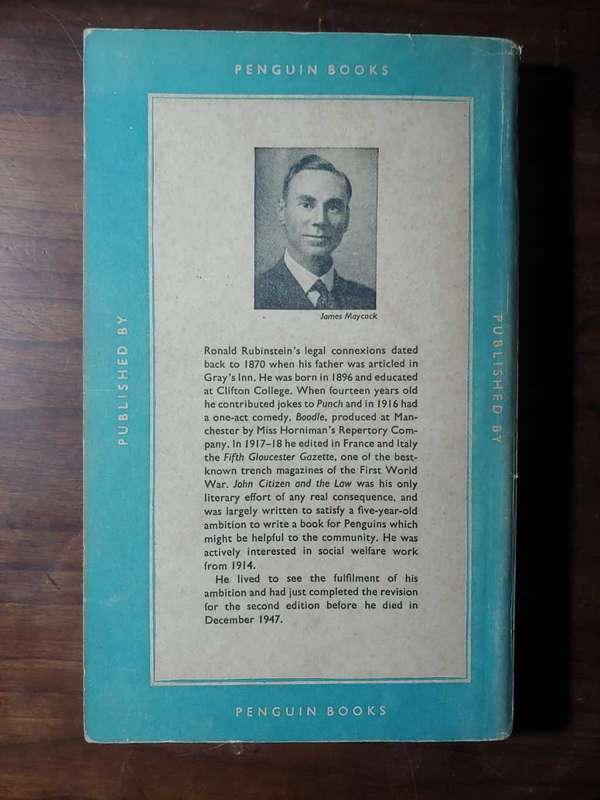 PENGUIN BOOKS
PUBLISHED BY
James Maycock
Ronald Rubinstein's legal connexions dated
back to 1870 when his father was articled in
Gray's Inn. He was born in 1896 and educated
at Clifton College. When fourteen years old
he contributed jokes to Punch and in 1916 had
a one-act comedy, Boodle, produced at Man-
chester by Miss Horniman's Repertory Com-
pany. In 1917-18 he edited in France and Italy
the Fifth Gloucester Gazette, one of the best-
known trench magazines of the First World
War. John Citizen and the Law was his only
literary effort of any real consequence, and
was largely written to satisfy a five-year-old
ambition to write a book for Penguins which
might be helpful to the community. He was
actively interested in social welfare work
from 1914.
He lived to see the fulfilment of his
ambition and had just completed the revision
for the second edition before he died in
December 1947.
PUBLISHED BY
PENGUIN BOOKS